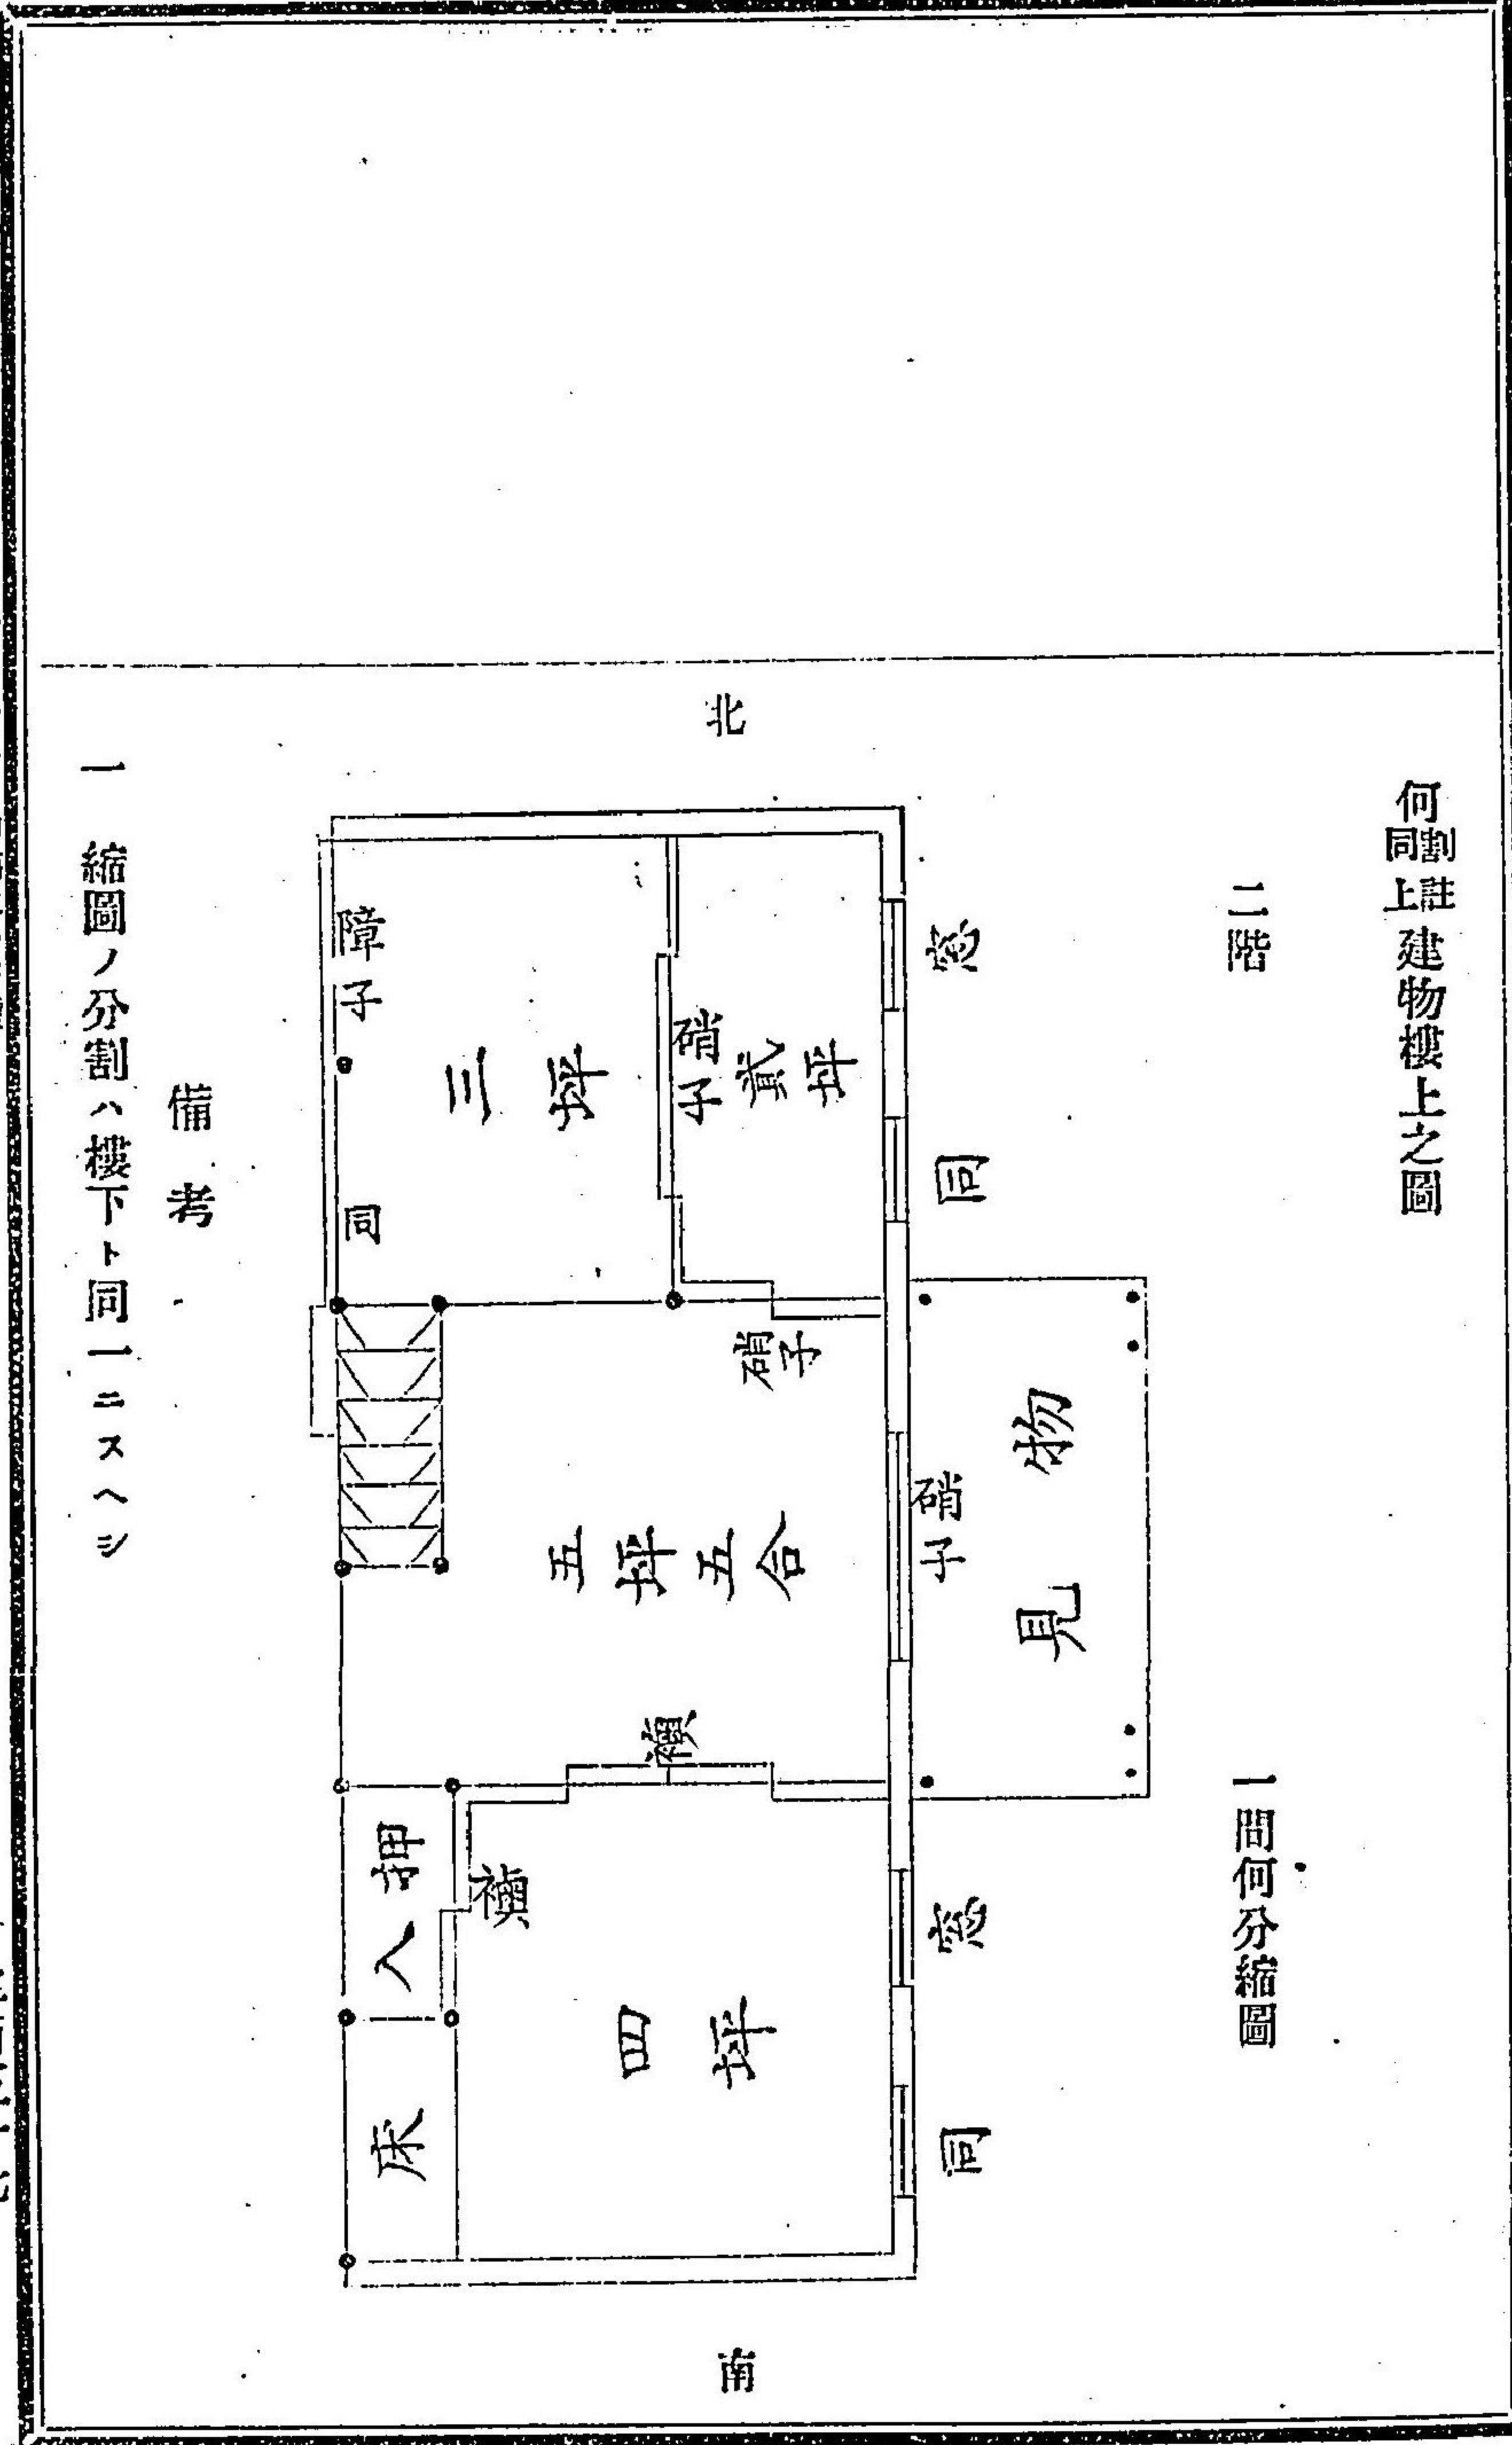 何割註同上建物樓上之圖
二階
一間何分縮圖
北
窓
同
物見
窓
同
硝子
貳坪
硝子
三坪
障子
同
硝子
五坪五合
襖
四坪
襖
押入
床
南
備考
一 縮圖ノ分割ハ樓下ト同一ニスヘシ